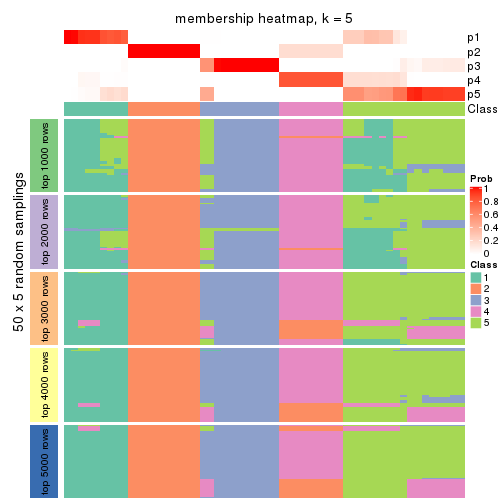 membership heatmap, k = 5
p1
p2
p3
p4
p5
Class
50 x 5 random samplings
top 1000 rows
top 2000 rows
top 3000 rows
top 4000 rows
top 5000 rows
Prob
1
0.8
0.6
0.4
0.2
0
Class
1
2
3
4
5